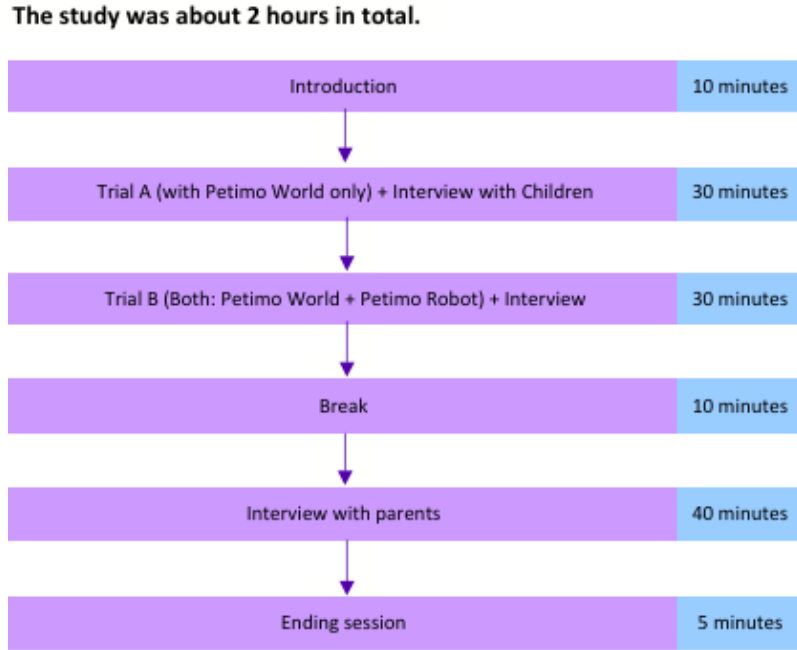 The study was about 2 hours in total.
Introduction 10 minutes
Trial A (with Petimo World only) + Interview with Children 30 minutes
Trial B (Both: Petimo World + Petimo Robot) + Interview 30 minutes
Break 10 minutes
Interview with parents 40 minutes
Ending session 5 minutes